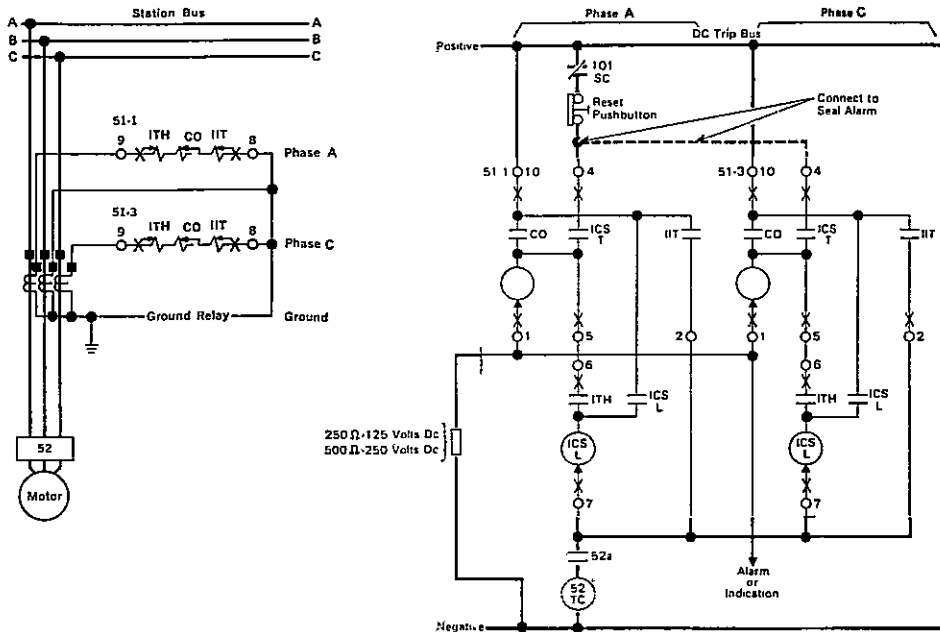 Station Bus
A A
B B
C C
51-1
9 ITH CO IIT 8 Phase A
51-3
9 ITH CO IIT 8 Phase C
Ground Relay Ground
52
Motor
Phase A Phase C
DC Trip Bus
Positive
101
SC
Reset
Pushbutton
Connect to
Seal Alarm
51 1 10 4 51-3 10 4
CO ICS
T IIT CO ICS
T IIT
1 5 2 1 5 2
6 6
ITH ICS
L ITH ICS
L
250 Ω-125 Volts Dc
500 Ω-250 Volts Dc
ICS
L ICS
L
7 7
52a
52
TC
Alarm
or
Indication
Negative